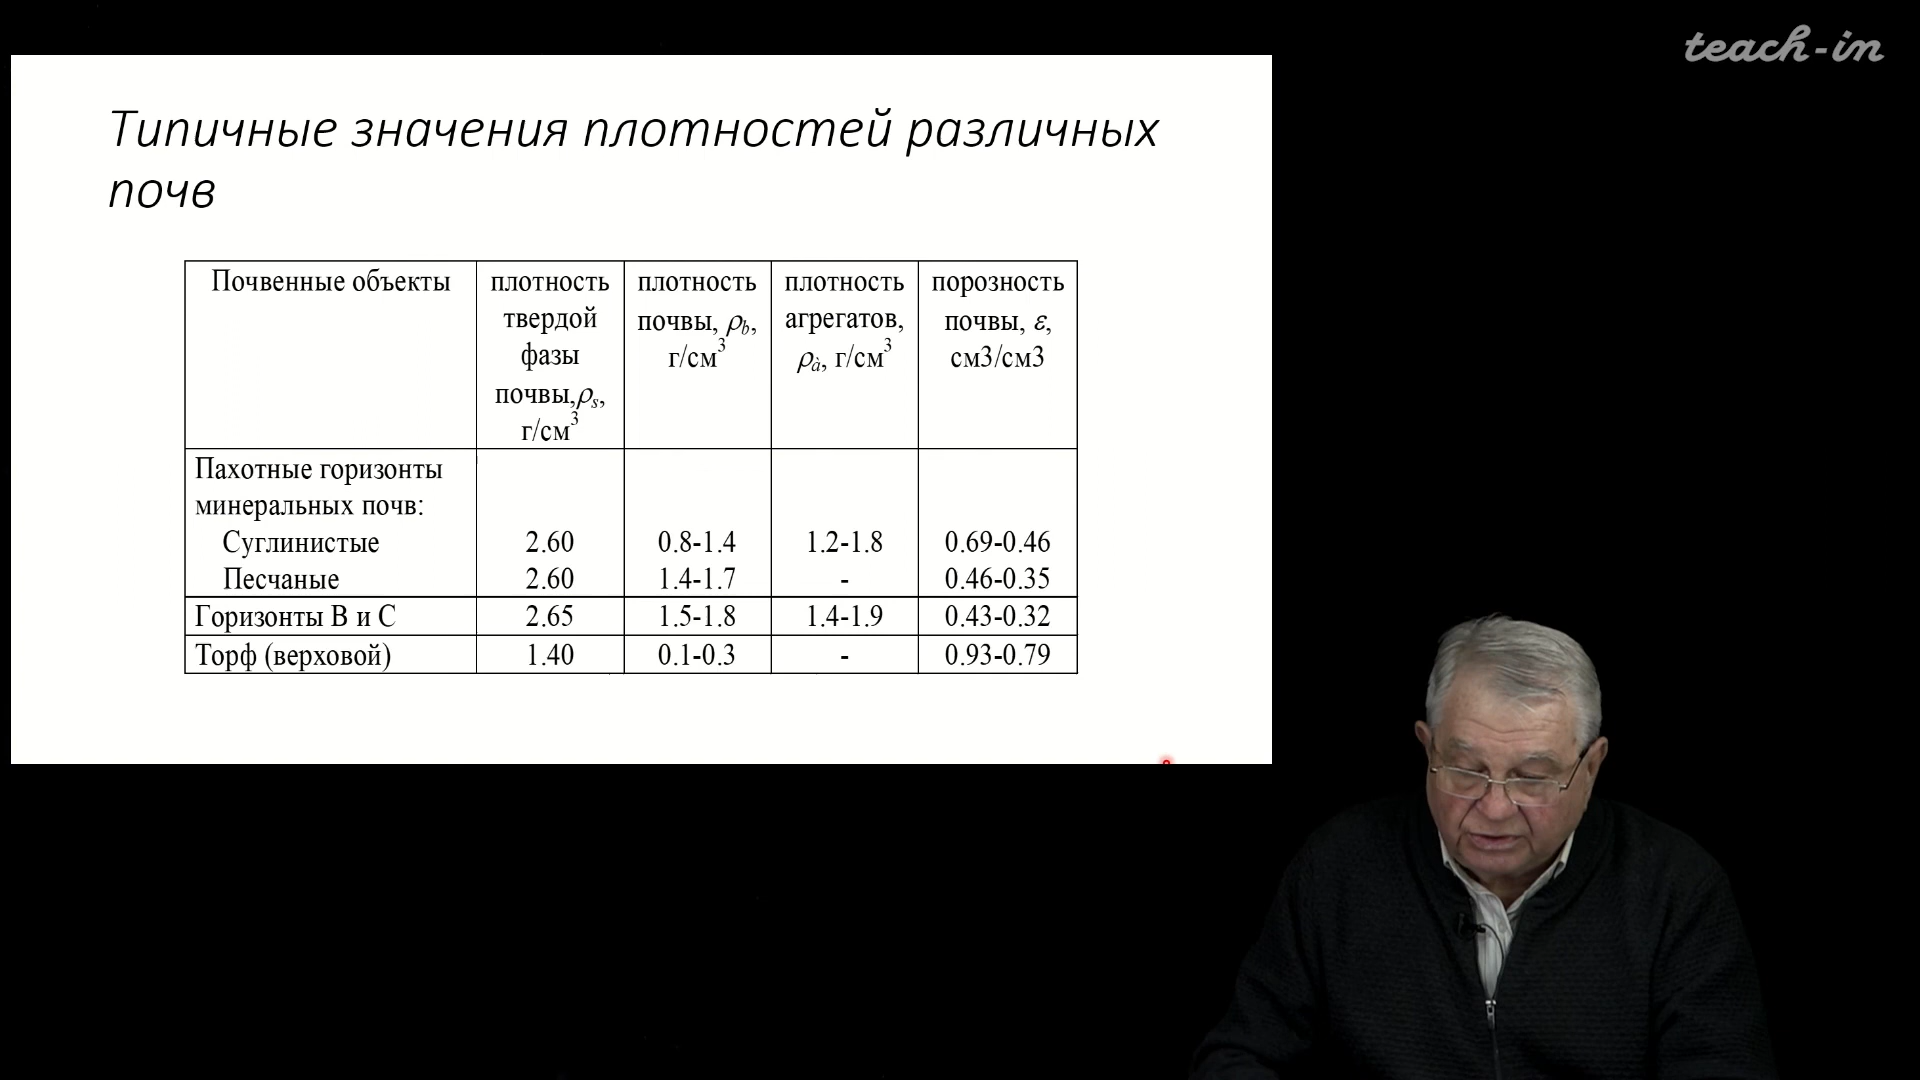 teach-in
Типичные значения плотностей различных
почв
Почвенные объекты
плотность
твердой
фазы
почвы,ρs,
г/см³
плотность
почвы, ρb,
г/см³
плотность
агрегатов,
ρà, г/см³
порозность
почвы, ε,
см3/см3
Пахотные горизонты
минеральных почв:
Суглинистые 2.60 0.8-1.4 1.2-1.8 0.69-0.46
Песчаные 2.60 1.4-1.7 - 0.46-0.35
Горизонты В и С 2.65 1.5-1.8 1.4-1.9 0.43-0.32
Торф (верховой) 1.40 0.1-0.3 - 0.93-0.79